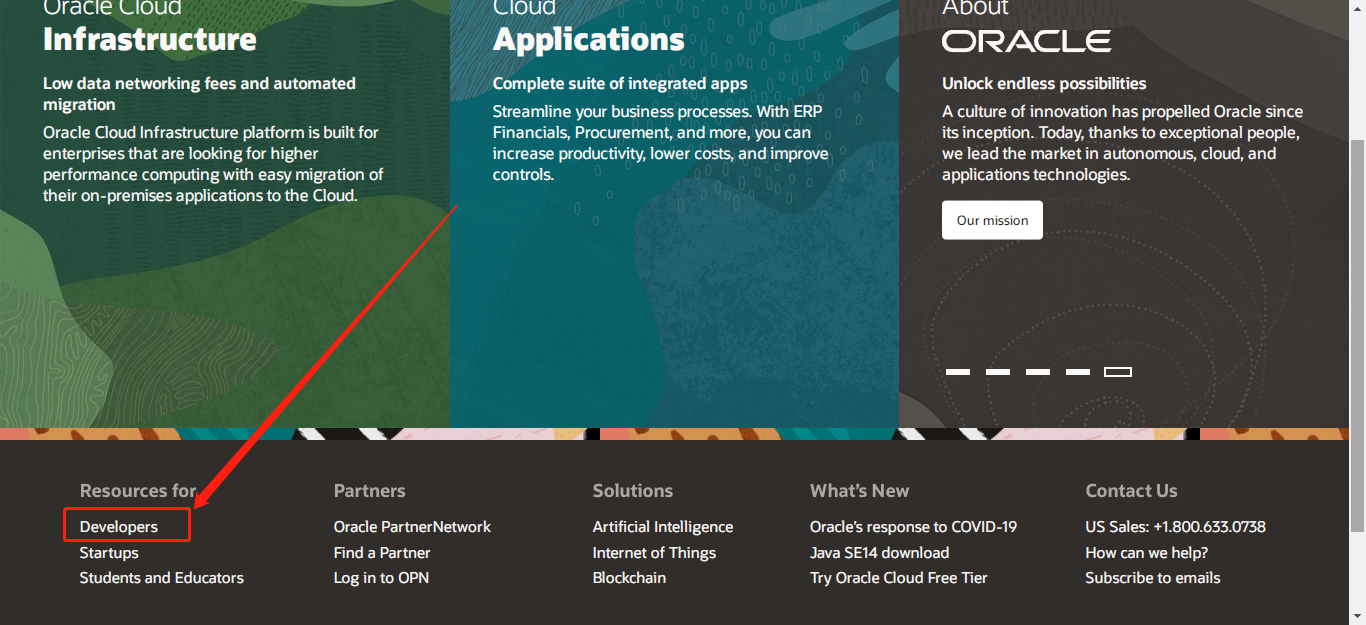 Oracle Cloud
Infrastructure
Low data networking fees and automated
migration
Oracle Cloud Infrastructure platform is built for
enterprises that are looking for higher
performance computing with easy migration of
their on-premises applications to the Cloud.
Cloud
Applications
Complete suite of integrated apps
Streamline your business processes. With ERP
Financials, Procurement, and more, you can
increase productivity, lower costs, and improve
controls.
About
ORACLE
Unlock endless possibilities
A culture of innovation has propelled Oracle since
its inception. Today, thanks to exceptional people,
we lead the market in autonomous, cloud, and
applications technologies.
Our mission
Resources for
Developers
Startups
Students and Educators
Partners
Oracle PartnerNetwork
Find a Partner
Log in to OPN
Solutions
Artificial Intelligence
Internet of Things
Blockchain
What's New
Oracle's response to COVID-19
Java SE14 download
Try Oracle Cloud Free Tier
Contact Us
US Sales: +1.800.633.0738
How can we help?
Subscribe to emails